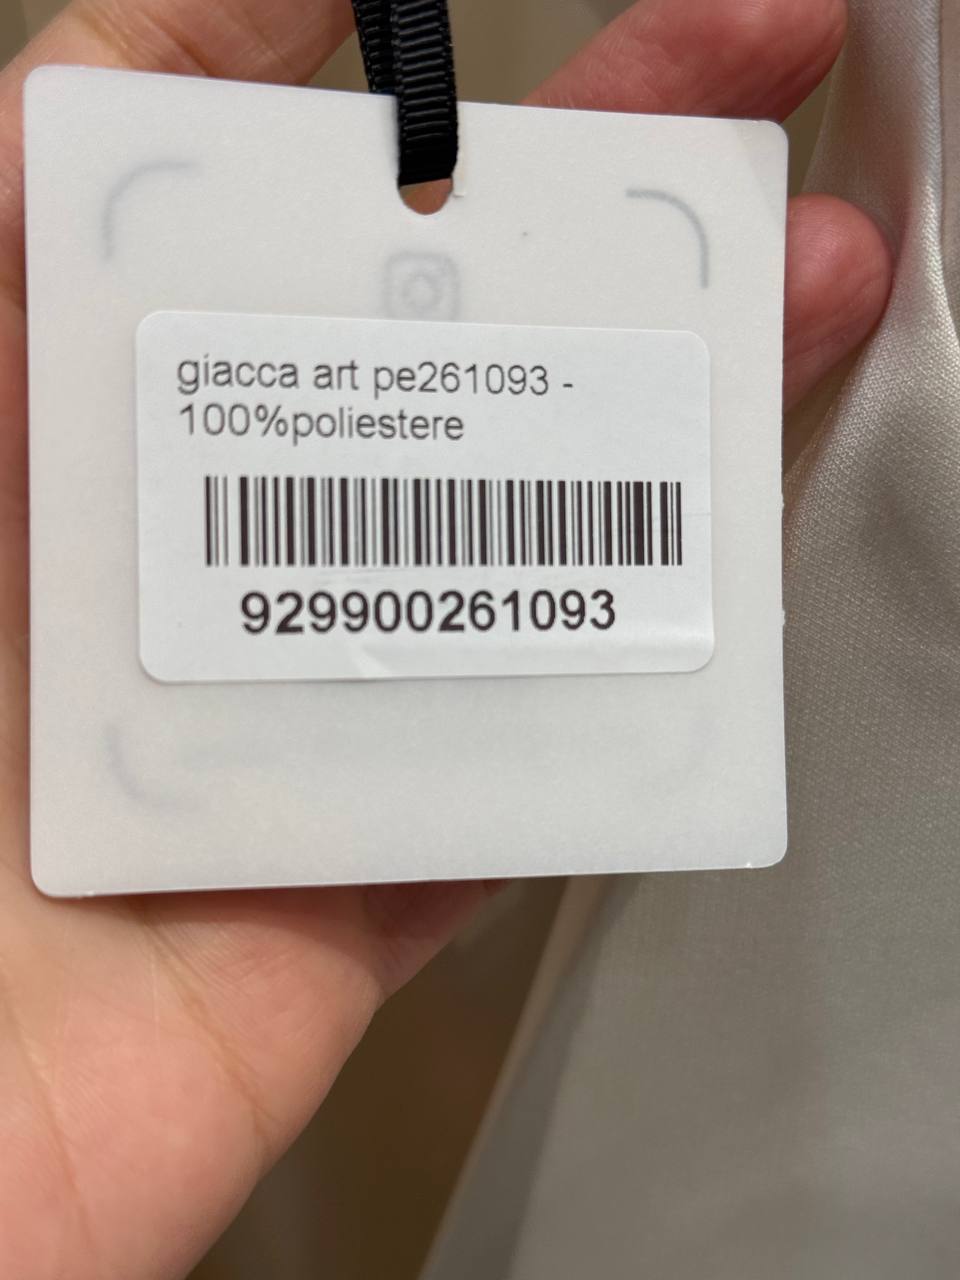 giacca art pe261093 -
100%poliestere
929900261093